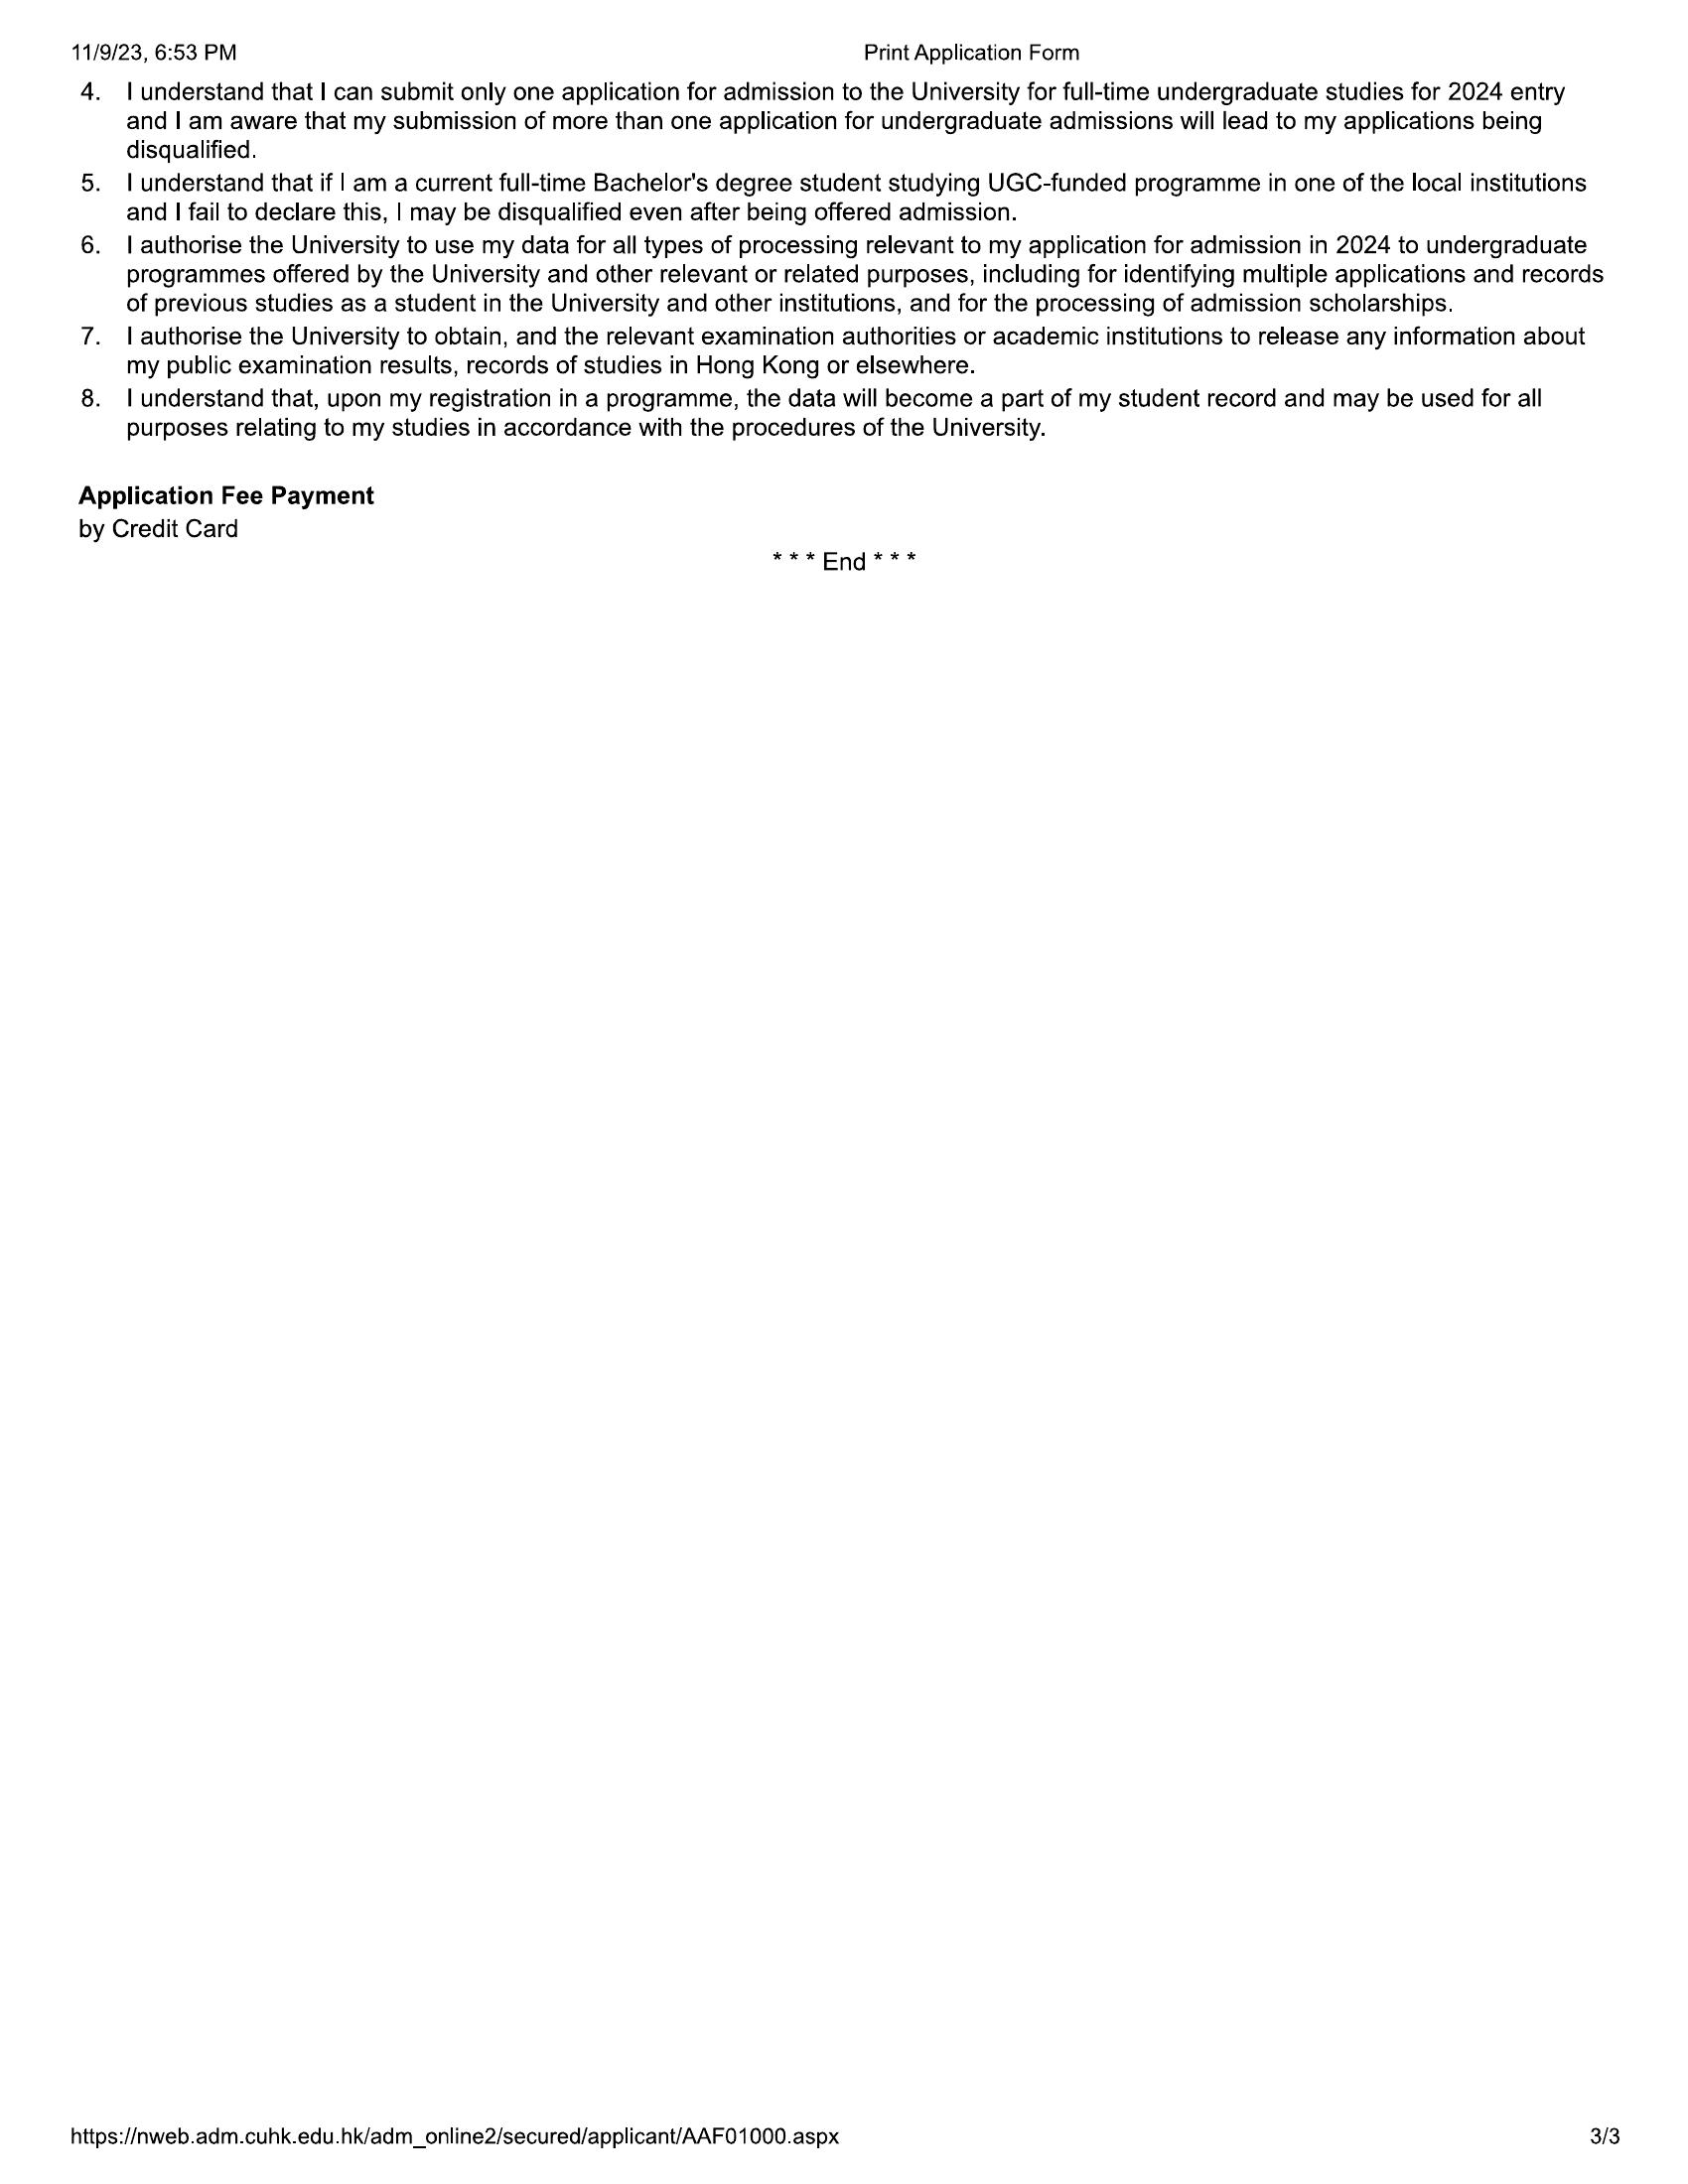 11/9/23, 6:53 PM Print Application Form
4. I understand that I can submit only one application for admission to the University for full-time undergraduate studies for 2024 entry
and I am aware that my submission of more than one application for undergraduate admissions will lead to my applications being
disqualified.
5. I understand that if I am a current full-time Bachelor's degree student studying UGC-funded programme in one of the local institutions
and I fail to declare this, I may be disqualified even after being offered admission.
6. I authorise the University to use my data for all types of processing relevant to my application for admission in 2024 to undergraduate
programmes offered by the University and other relevant or related purposes, including for identifying multiple applications and records
of previous studies as a student in the University and other institutions, and for the processing of admission scholarships.
7. I authorise the University to obtain, and the relevant examination authorities or academic institutions to release any information about
my public examination results, records of studies in Hong Kong or elsewhere.
8. I understand that, upon my registration in a programme, the data will become a part of my student record and may be used for all
purposes relating to my studies in accordance with the procedures of the University.
Application Fee Payment
by Credit Card
* * * End * * *
https://nweb.adm.cuhk.edu.hk/adm_online2/secured/applicant/AAF01000.aspx 3/3